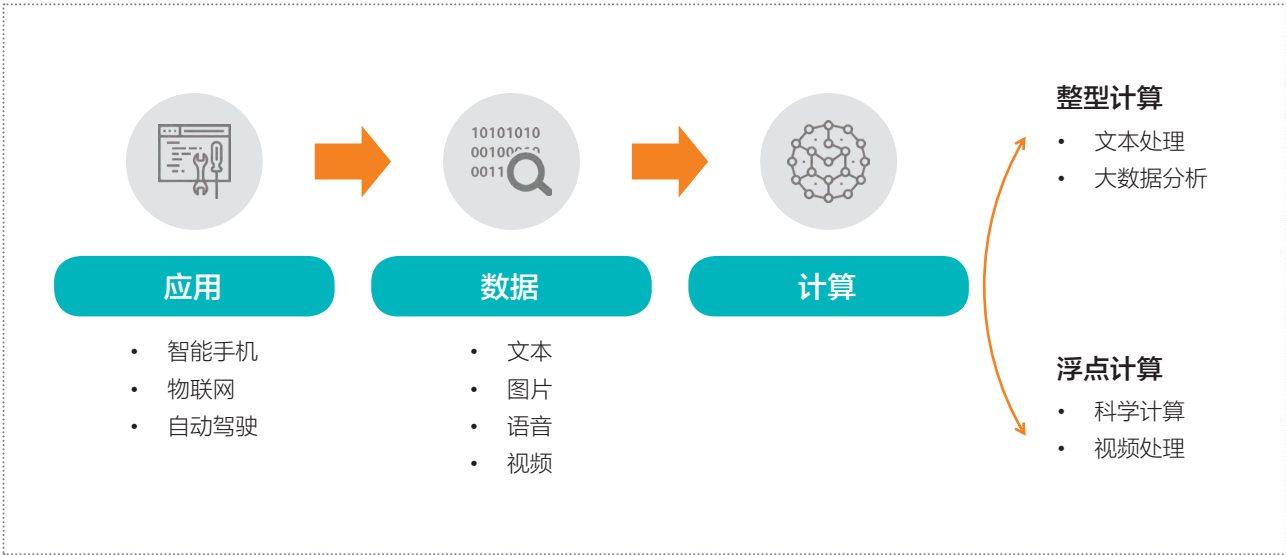 10101010
0011
应用
智能手机
物联网
自动驾驶
数据
文本
图片
语音
视频
计算
整型计算
文本处理
大数据分析
浮点计算
科学计算
视频处理